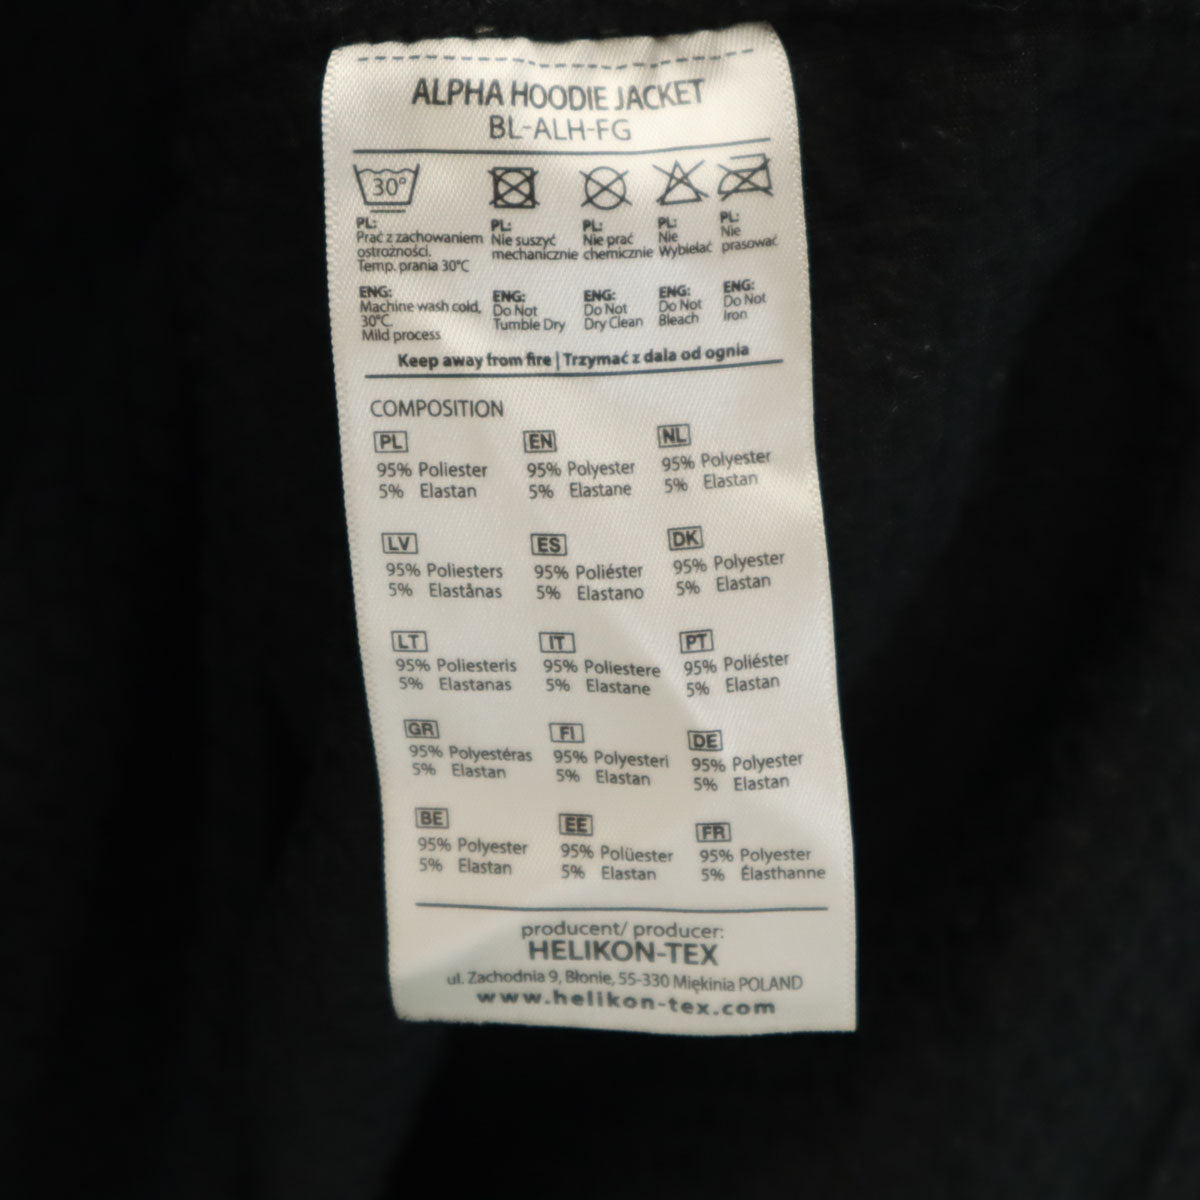 ALPHA HOODIE JACKET
BL-ALH-FG
30°
PL:
Prać z zachowaniem
ostrożności.
Temp. prania 30°C
PL:
Nie suszyć
mechanicznie
PL:
Nie prać
chemicznie
PL:
Nie
Wybielać
PL:
Nie
prasować
ENG:
Machine wash cold,
30°C.
Mild process
ENG:
Do Not
Tumble Dry
ENG:
Do Not
Dry Clean
ENG:
Do Not
Bleach
ENG:
Do Not
Iron
Keep away from fire | Trzymać z dala od ognia
COMPOSITION
PL
95% Poliester
5% Elastan
EN
95% Polyester
5% Elastane
NL
95% Polyester
5% Elastan
LV
95% Poliesters
5% Elastånas
ES
95% Poliéster
5% Elastano
DK
95% Polyester
5% Elastan
LT
95% Poliesteris
5% Elastanas
IT
95% Poliestere
5% Elastane
PT
95% Poliéster
5% Elastan
GR
95% Polyestéras
5% Elastan
FI
95% Polyesteri
5% Elastan
DE
95% Polyester
5% Elastan
BE
95% Polyester
5% Elastan
EE
95% Polüester
5% Elastan
FR
95% Polyester
5% Élasthanne
producent/ producer:
HELIKON-TEX
ul. Zachodnia 9, Błonie, 55-330 Miękinia POLAND
www.helikon-tex.com